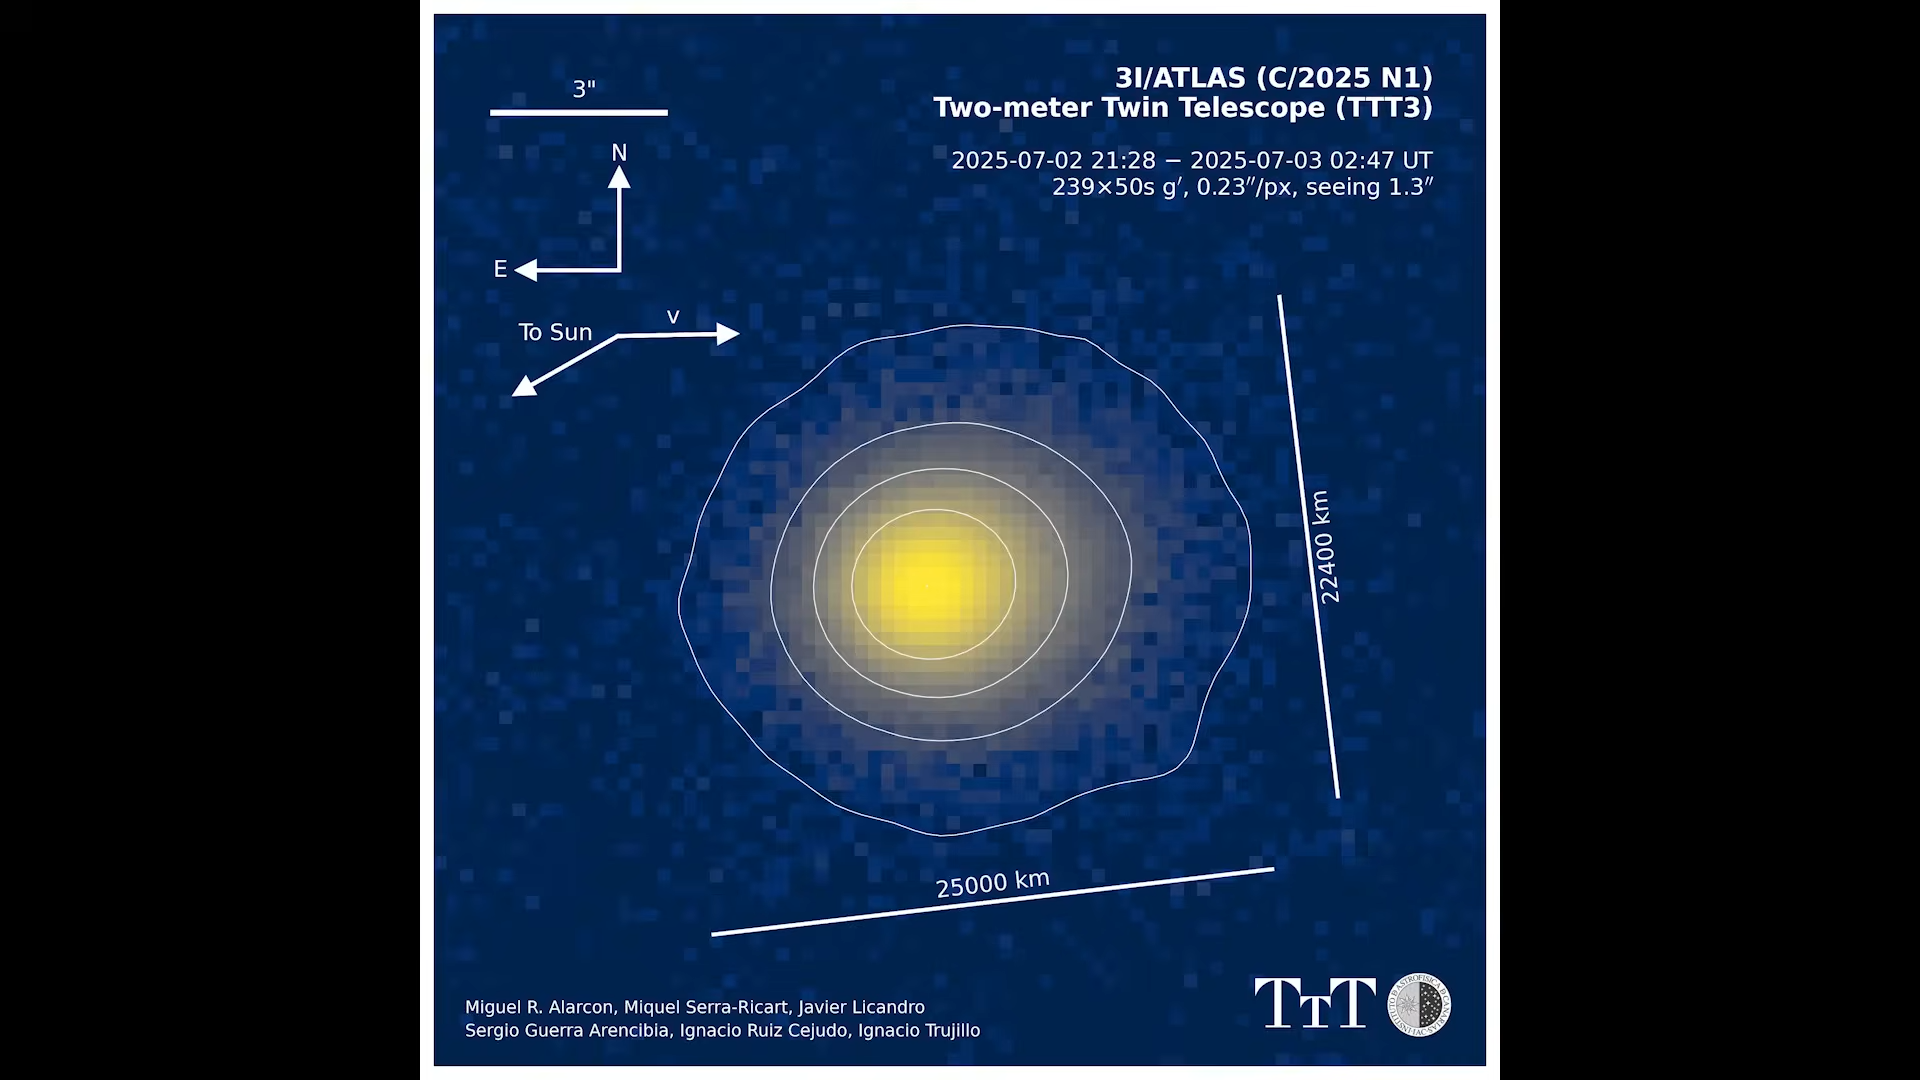 3"
3I/ATLAS (C/2025 N1)
Two-meter Twin Telescope (TTT3)
2025-07-02 21:28 − 2025-07-03 02:47 UT
239×50s g′, 0.23″/px, seeing 1.3″
N
E
To Sun
v
22400 km
25000 km
Miguel R. Alarcon, Miquel Serra-Ricart, Javier Licandro
Sergio Guerra Arencibia, Ignacio Ruiz Cejudo, Ignacio Trujillo
TTT